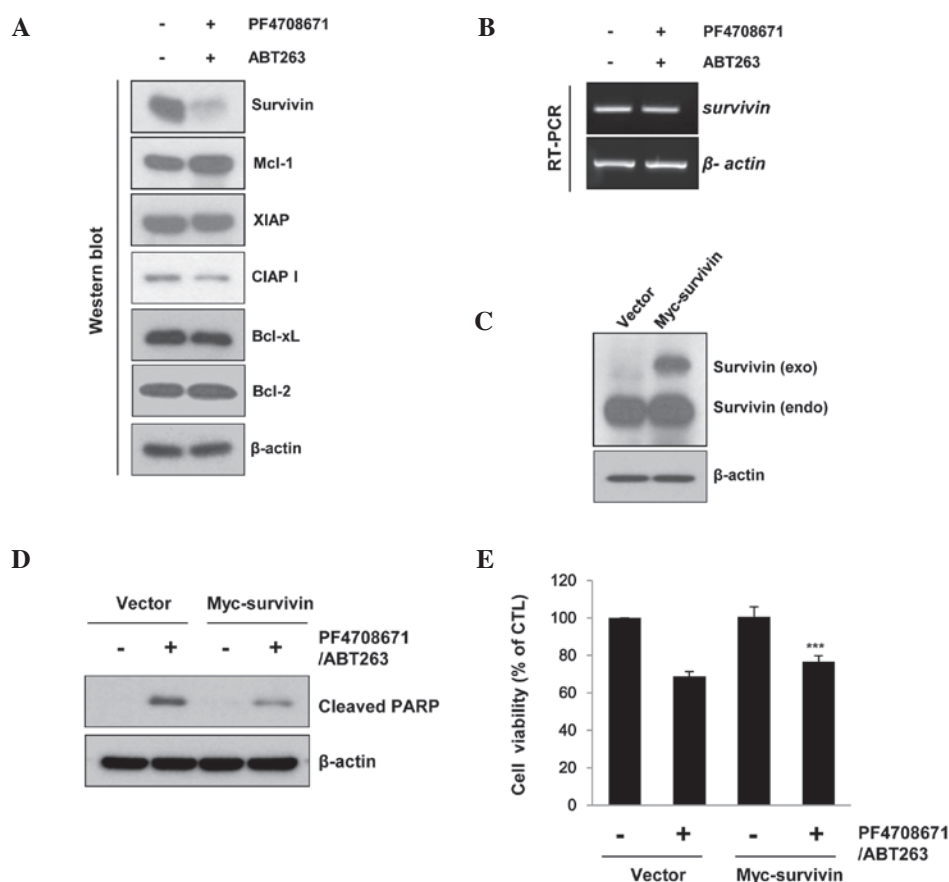 A
- + PF4708671
- + ABT263
Western blot
Survivin
Mcl-1
XIAP
CIAP I
Bcl-xL
Bcl-2
β-actin
B
- + PF4708671
- + ABT263
RT-PCR
survivin
β- actin
C
Vector
Myc-survivin
Survivin (exo)
Survivin (endo)
β-actin
D
Vector Myc-survivin
- + - + PF4708671
/ABT263
Cleaved PARP
β-actin
E
Cell viability (% of CTL)
120
100
80
60
40
20
0
***
- + - + PF4708671
/ABT263
Vector Myc-survivin